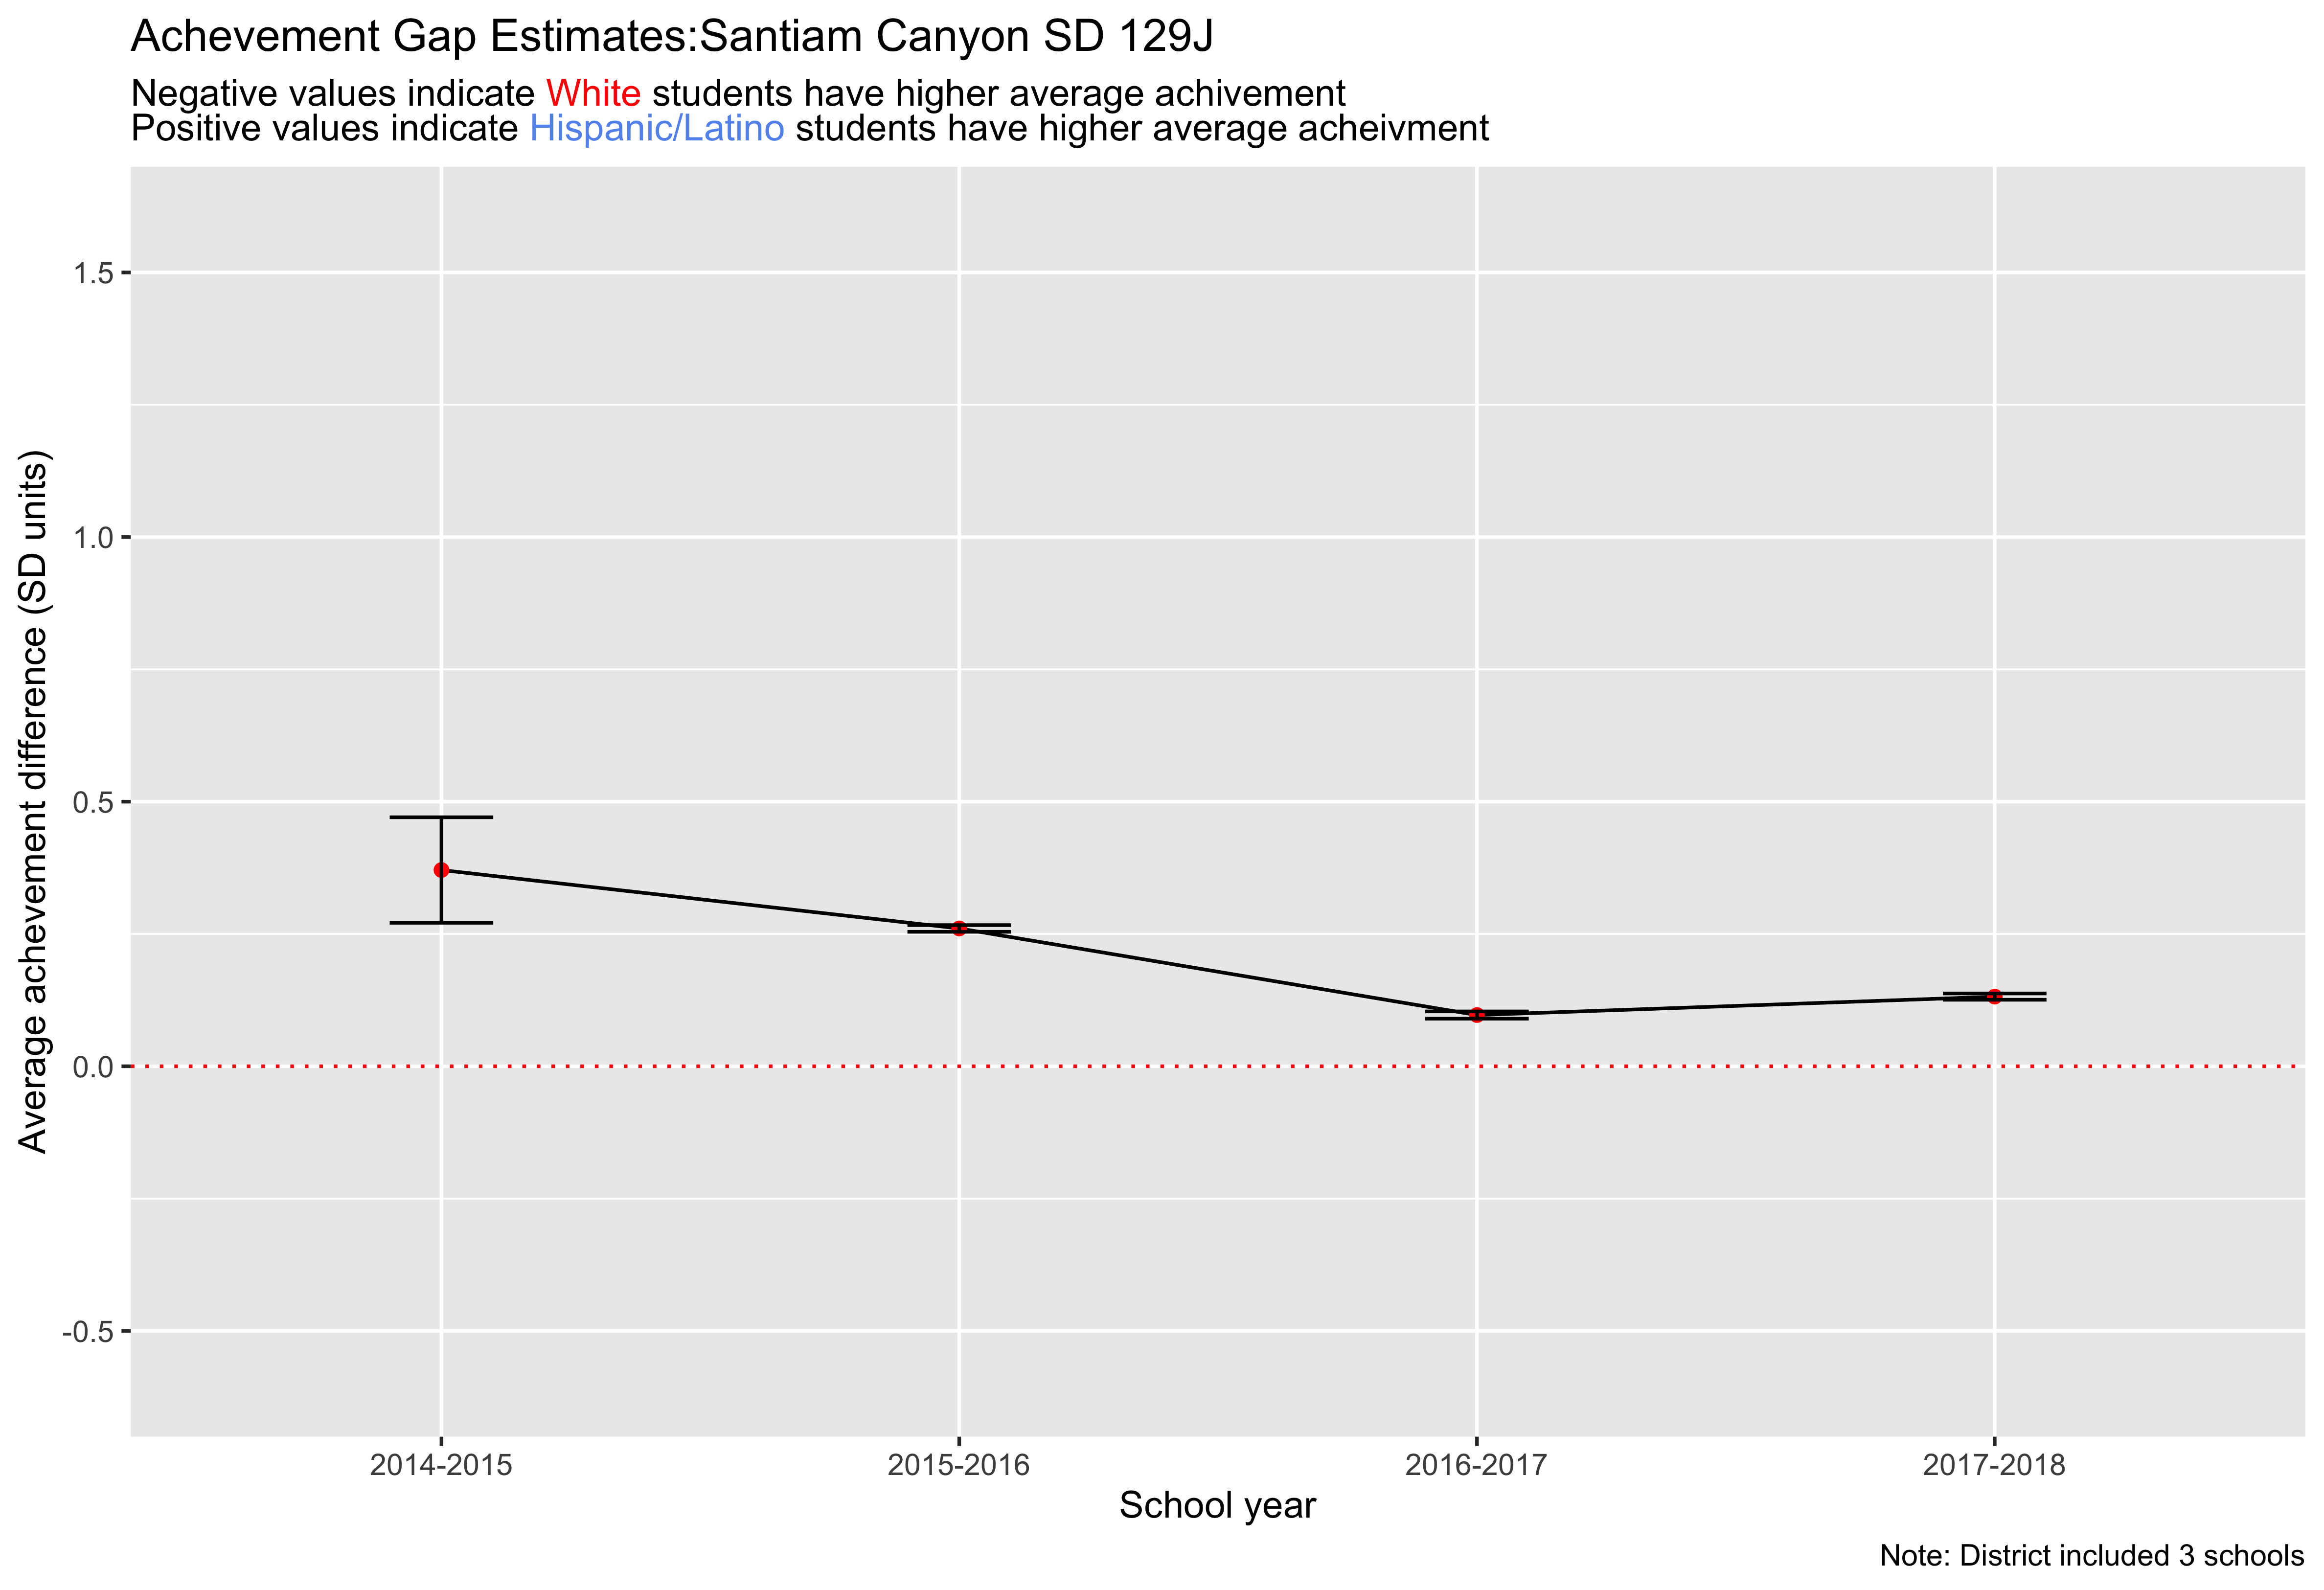 Achevement Gap Estimates:Santiam Canyon SD 129J
Negative values indicate White students have higher average achivement
Positive values indicate Hispanic/Latino students have higher average acheivment
Average achevement difference (SD units)
1.5
1.0
0.5
0.0
-0.5
2014-2015
2015-2016
2016-2017
2017-2018
School year
Note: District included 3 schools